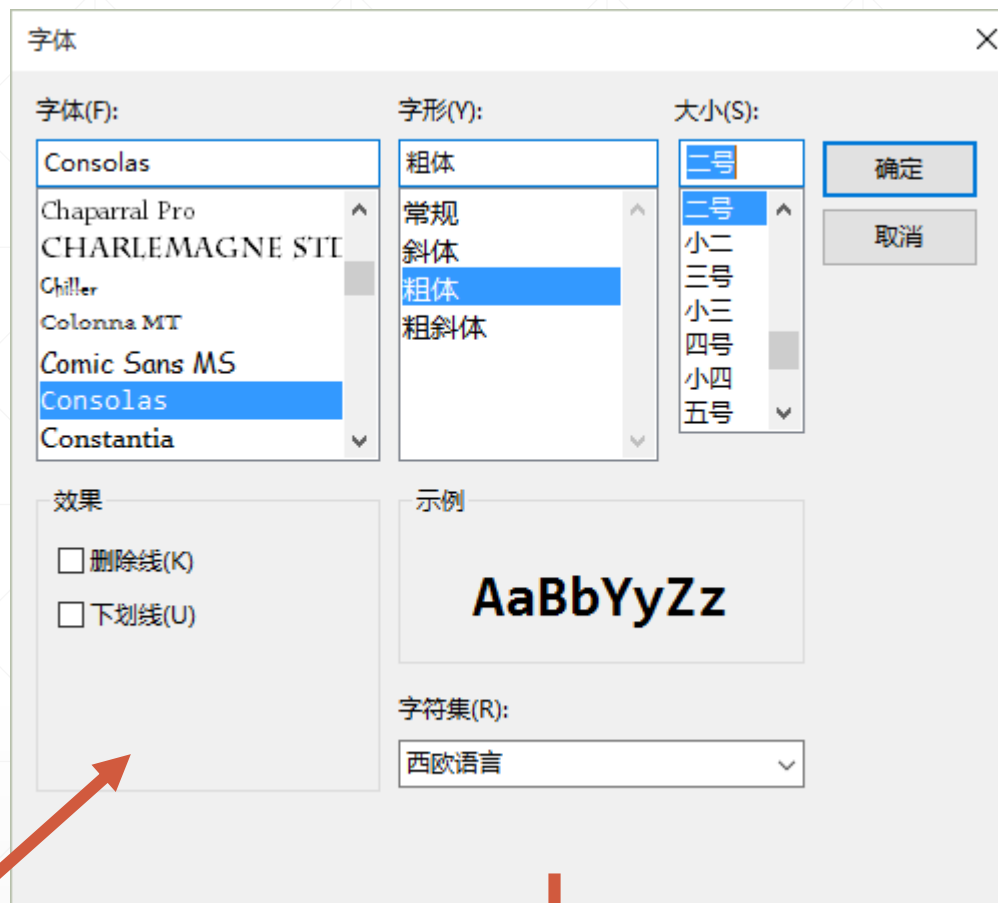 字体
字体(F):
Consolas
Chaparral Pro
CHARLEMAGNE STD
Chiller
Colonna MT
Comic Sans MS
Consolas
Constantia
字形(Y):
粗体
常规
斜体
粗体
粗斜体
大小(S):
二号
二号
小二
三号
小三
四号
小四
五号
确定
取消
效果
删除线(K)
下划线(U)
示例
AaBbYyZz
字符集(R):
西欧语言